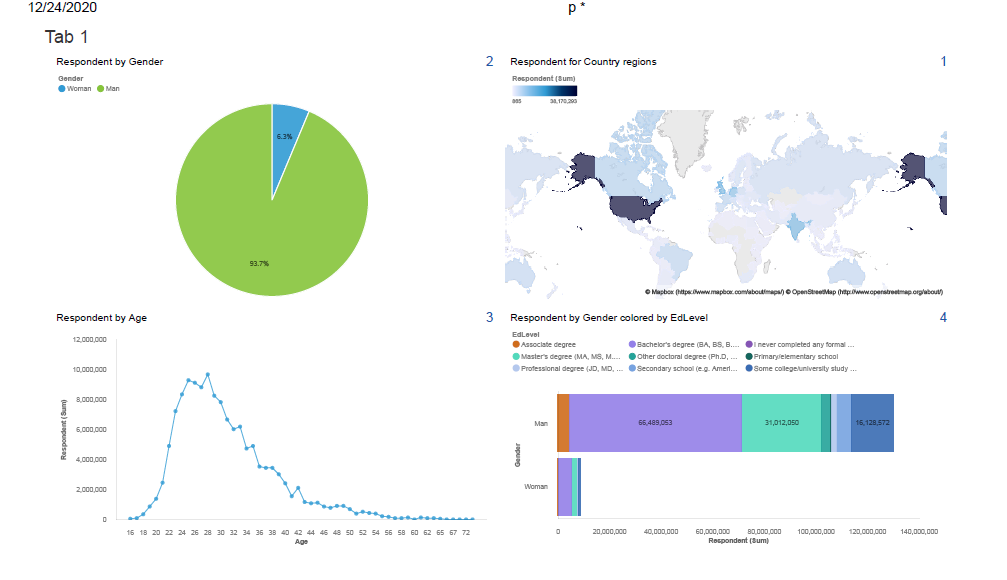 12/24/2020
p *
Tab 1
Respondent by Gender
2
Gender
Woman Man
6.3%
93.7%
Respondent for Country regions
1
Respondent (Sum)
865 38,170,293
© Mapbox (https://www.mapbox.com/about/maps/) © OpenStreetMap (http://www.openstreetmap.org/about/)
Respondent by Age
3
12,000,000
10,000,000
8,000,000
6,000,000
4,000,000
2,000,000
0
Respondent (Sum)
16 18 20 22 24 26 28 30 32 34 36 38 40 42 44 46 48 50 52 54 56 58 60 62 65 67 72
Age
Respondent by Gender colored by EdLevel
4
EdLevel
Associate degree Bachelor's degree (BA, BS, B.... I never completed any formal ...
Master's degree (MA, MS, M.... Other doctoral degree (Ph.D, ... Primary/elementary school
Professional degree (JD, MD, ... Secondary school (e.g. Ameri... Some college/university study ...
Gender
Man
66,489,053 31,012,050 16,128,572
Woman
0 20,000,000 40,000,000 60,000,000 80,000,000 100,000,000 120,000,000 140,000,000
Respondent (Sum)